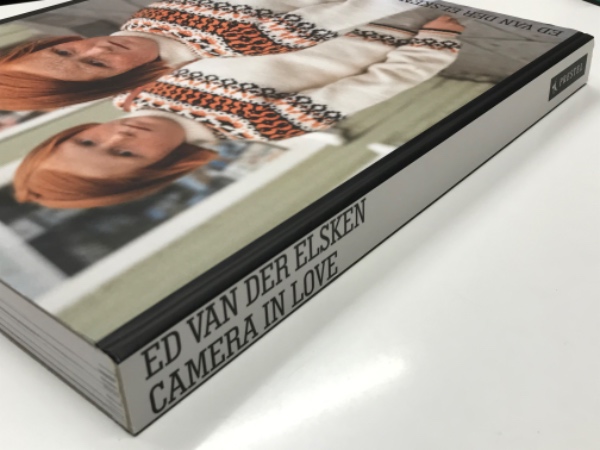 ED VAN DER ELSKEN
CAMERA IN LOVE
PRESTEL
ED VAN DER ELSKEN